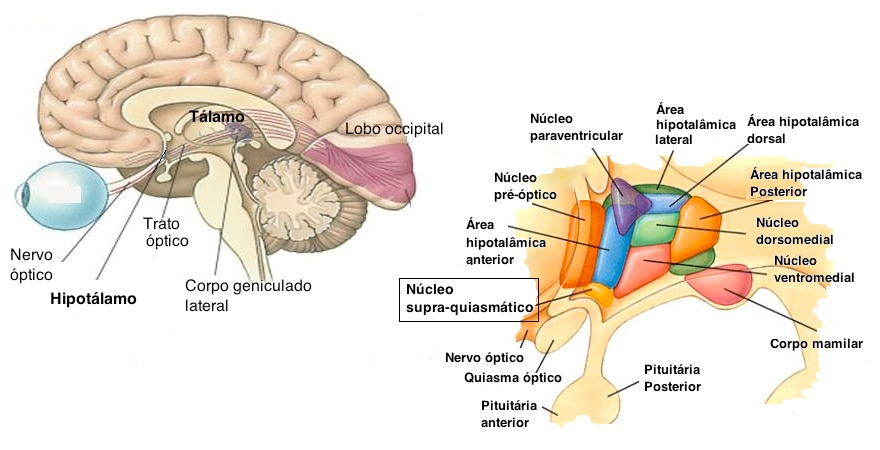 Tálamo
Lobo occipital
Trato
óptico
Nervo
óptico
Hipotálamo
Corpo geniculado
lateral
Núcleo
paraventricular
Área
hipotalâmica
lateral
Área hipotalâmica
dorsal
Núcleo
pré-óptico
Área hipotalâmica
Posterior
Área
hipotalâmica
anterior
Núcleo
dorsomedial
Núcleo
ventromedial
Núcleo
supra-quiasmático
Corpo mamilar
Nervo óptico
Quiasma óptico
Pituitária
Posterior
Pituitária
anterior